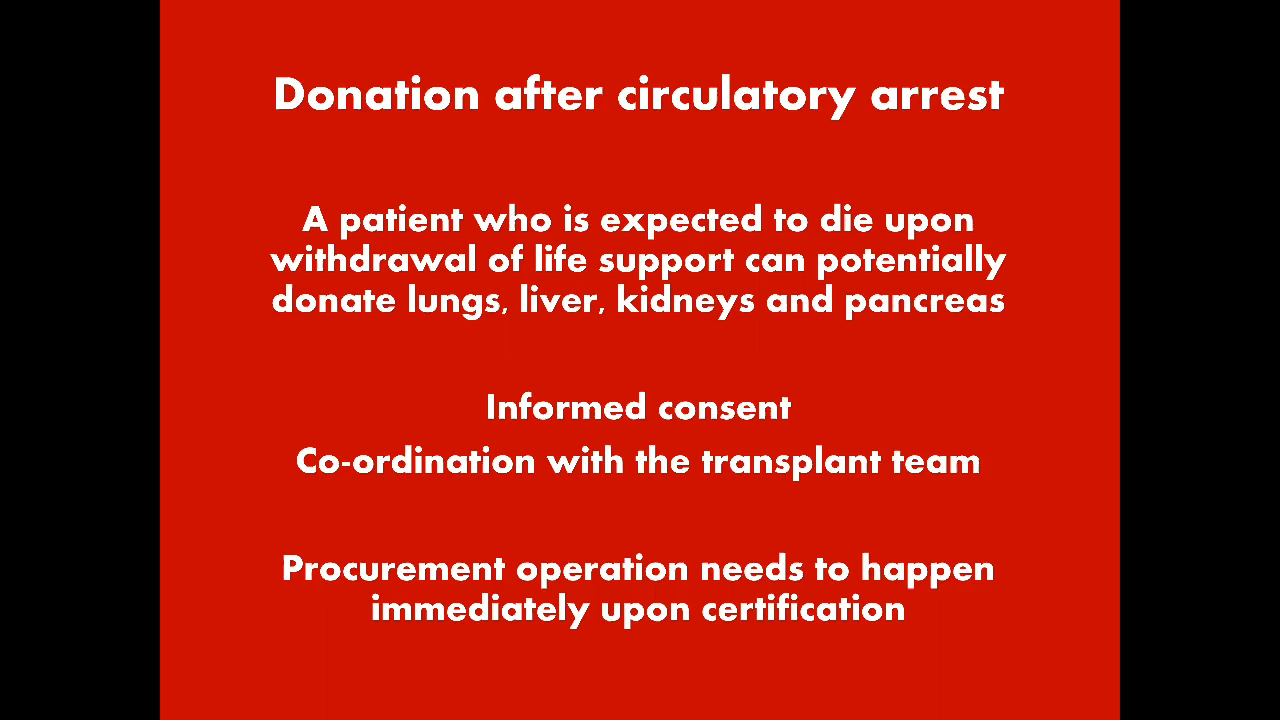 Donation after circulatory arrest
A patient who is expected to die upon
withdrawal of life support can potentially
donate lungs, liver, kidneys and pancreas
Informed consent
Co-ordination with the transplant team
Procurement operation needs to happen
immediately upon certification